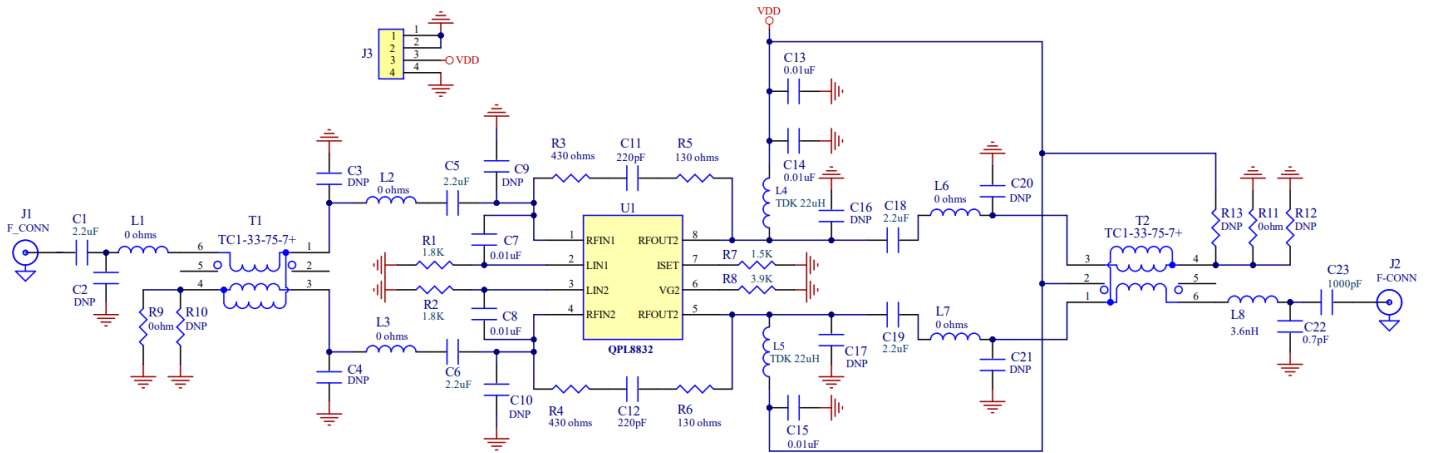 VDD
J3
1
2
3
4
1
2
3
4
VDD
C13
0.01uF
C14
0.01uF
L4
TDK 22uH
C16
DNP
J1
F_CONN
C1
2.2uF
C2
DNP
L1
0 ohms
T1
TC1-33-75-7+
6
5
4
1
2
3
R9
0ohm
R10
DNP
C3
DNP
L2
0 ohms
C5
2.2uF
C9
DNP
R3
430 ohms
C11
220pF
R5
130 ohms
C7
0.01uF
R1
1.8K
R2
1.8K
C8
0.01uF
L3
0 ohms
C4
DNP
C6
2.2uF
C10
DNP
R4
430 ohms
C12
220pF
R6
130 ohms
U1
1
2
3
4
RFIN1
LIN1
LIN2
RFIN2
RFOUT2
ISET
VG2
RFOUT2
8
7
6
5
QPL8832
R7
1.5K
R8
3.9K
C18
2.2uF
L6
0 ohms
C20
DNP
L5
TDK 22uH
C17
DNP
C19
2.2uF
L7
0 ohms
C21
DNP
C15
0.01uF
T2
TC1-33-75-7+
3
2
1
4
5
6
R13
DNP
R11
0ohm
R12
DNP
L8
3.6nH
C22
0.7pF
C23
1000pF
J2
F-CONN